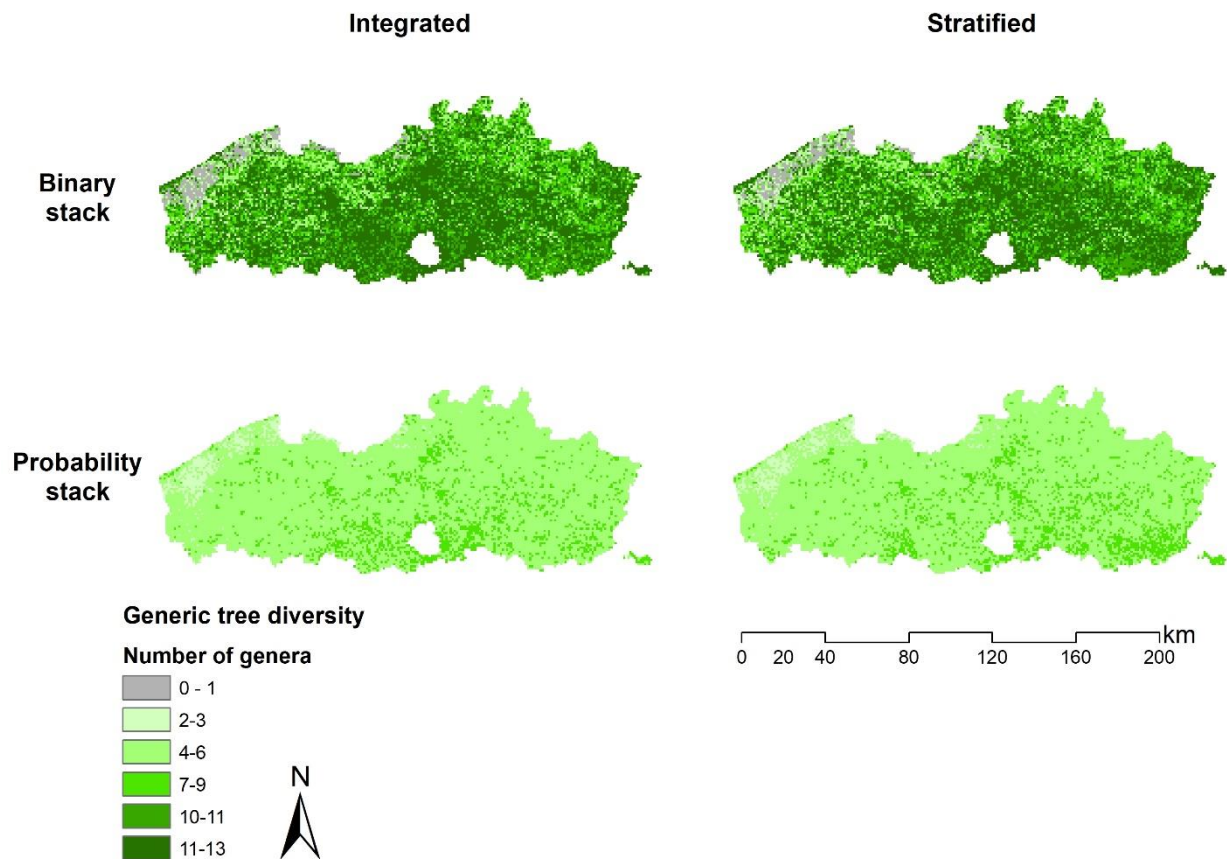 Integrated
Stratified
Binary
stack
Probability
stack
Generic tree diversity
Number of genera
0 - 1
2-3
4-6
7-9
10-11
11-13
N
km
0 20 40 80 120 160 200